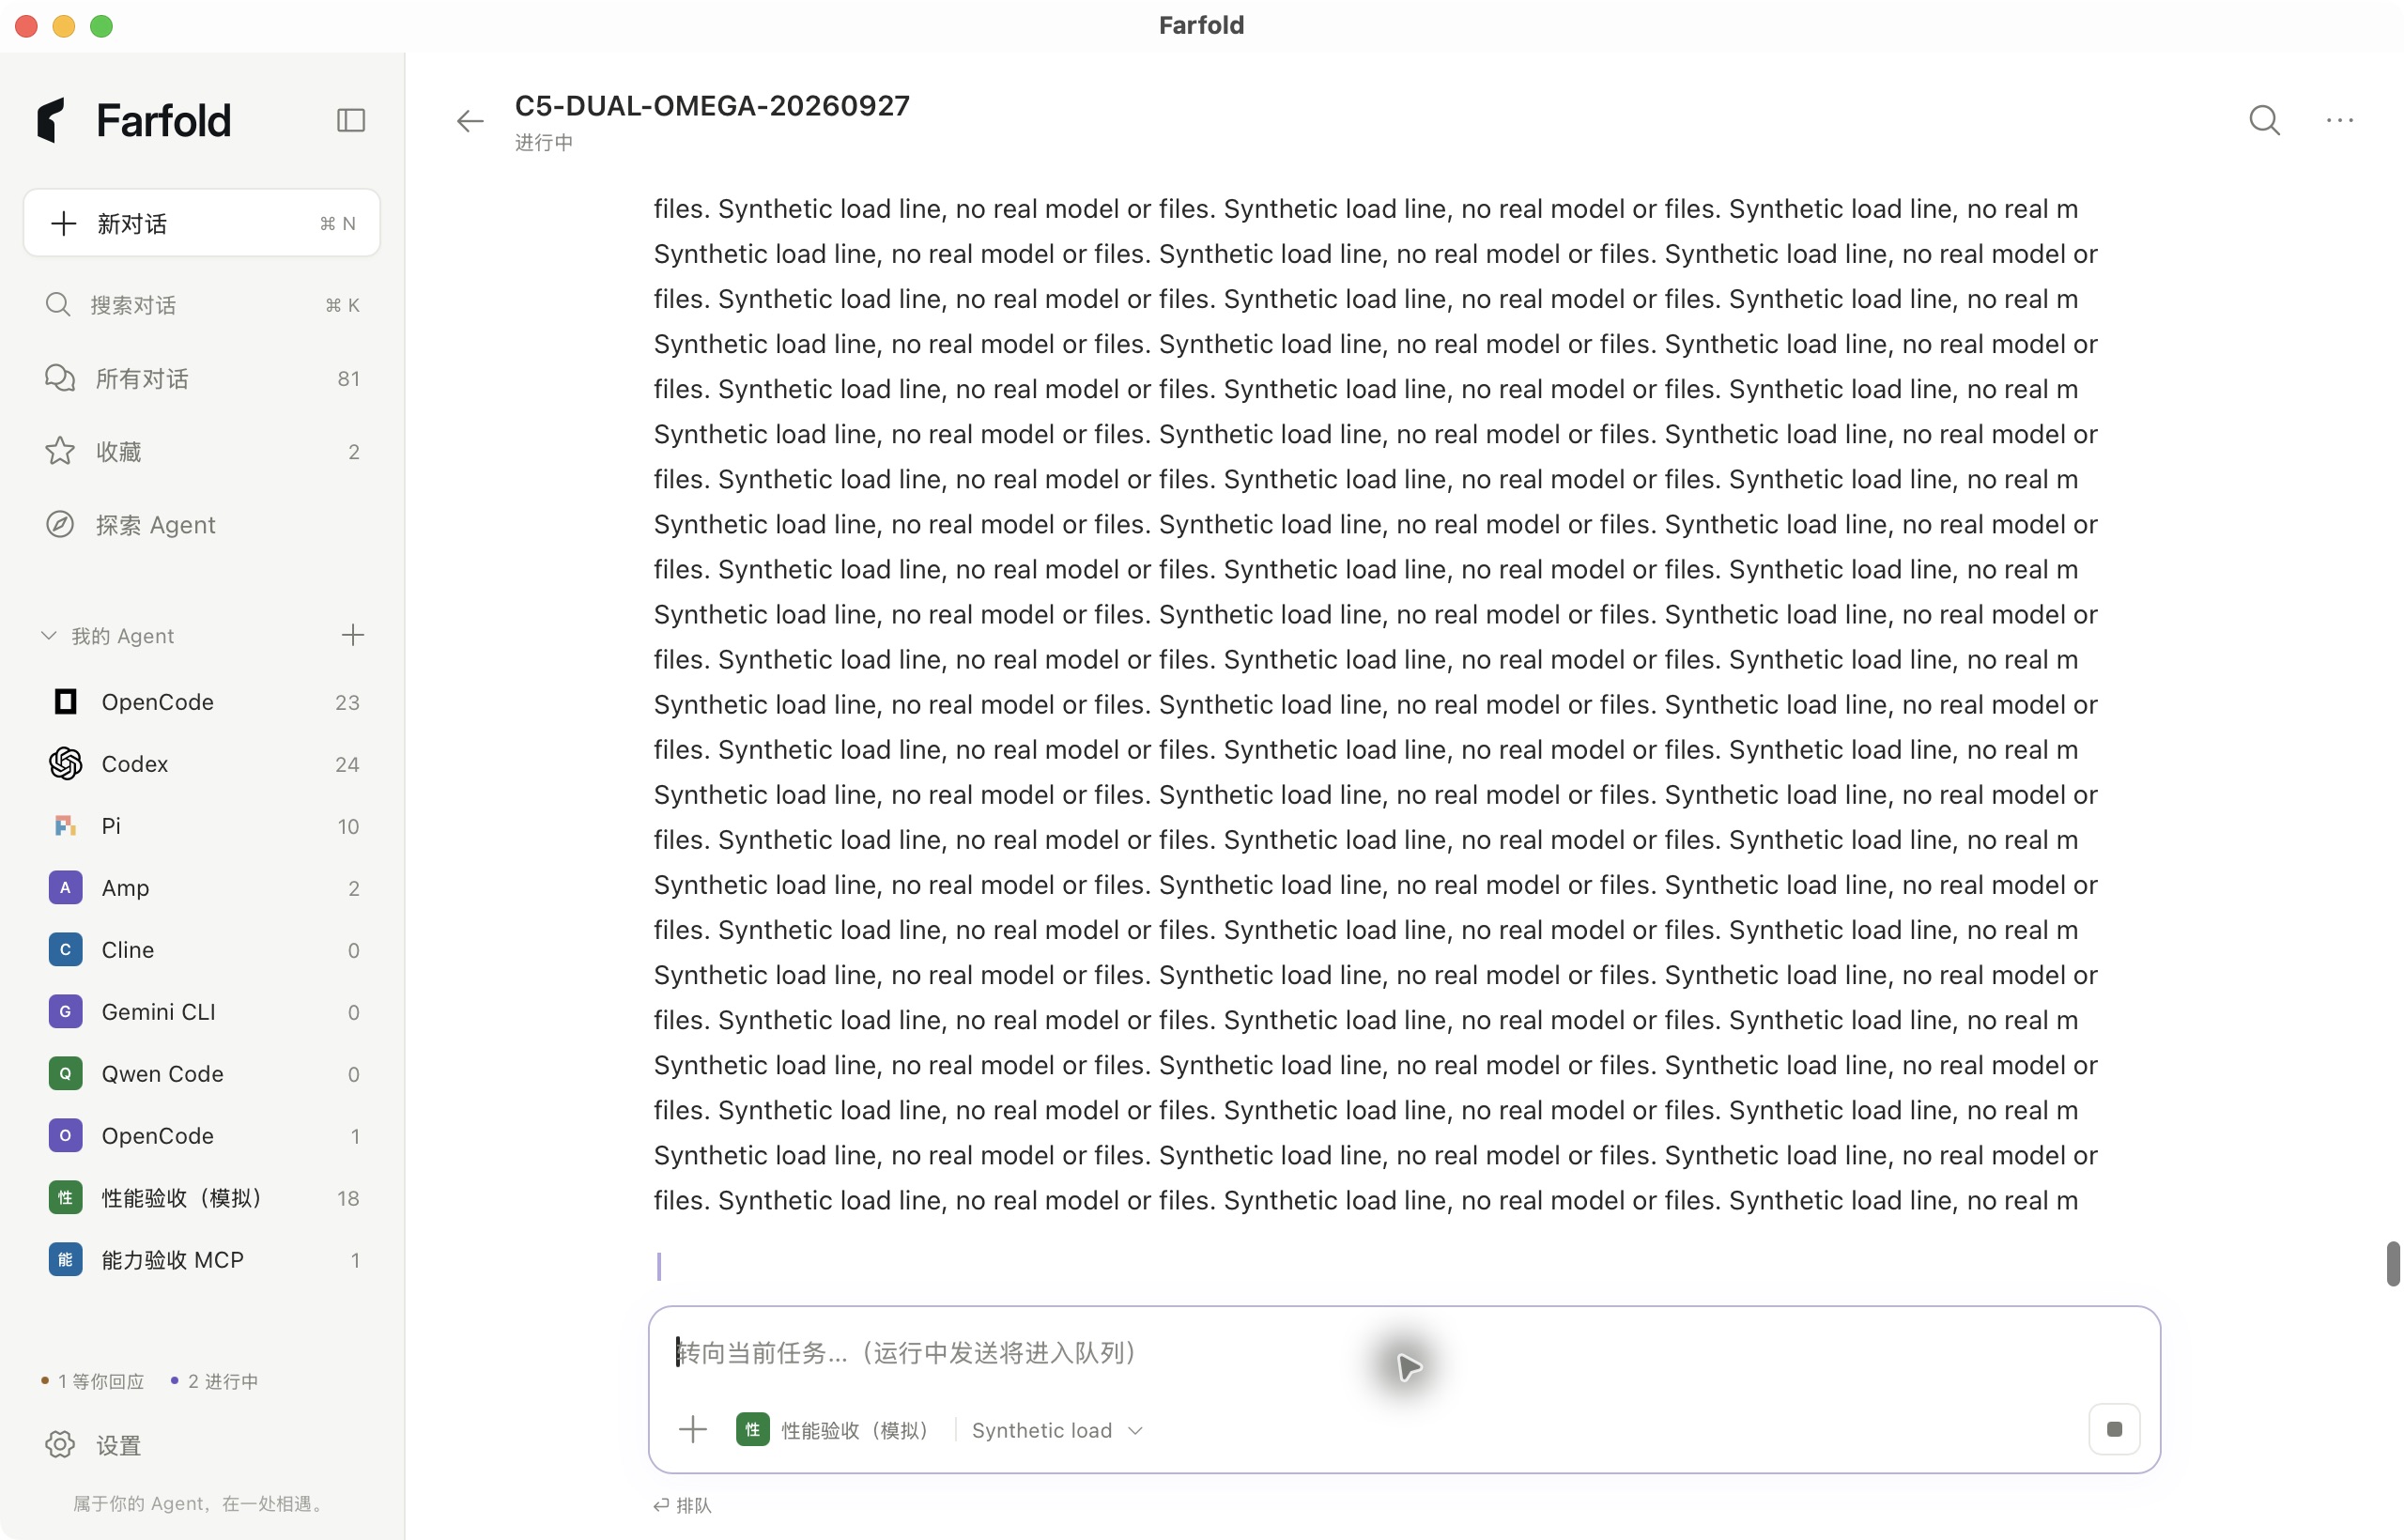 Farfold
Farfold
新对话
⌘ N
搜索对话
⌘ K
所有对话
81
收藏
2
探索 Agent
我的 Agent
OpenCode
23
Codex
24
Pi
10
A
Amp
2
C
Cline
0
G
Gemini CLI
0
Q
Qwen Code
0
O
OpenCode
1
性
性能验收（模拟）
18
能
能力验收 MCP
1
1 等你回应
2 进行中
设置
属于你的 Agent，在一处相遇。
C5-DUAL-OMEGA-20260927
进行中
files. Synthetic load line, no real model or files. Synthetic load line, no real model or files. Synthetic load line, no real m
Synthetic load line, no real model or files. Synthetic load line, no real model or files. Synthetic load line, no real model or
files. Synthetic load line, no real model or files. Synthetic load line, no real model or files. Synthetic load line, no real m
Synthetic load line, no real model or files. Synthetic load line, no real model or files. Synthetic load line, no real model or
files. Synthetic load line, no real model or files. Synthetic load line, no real model or files. Synthetic load line, no real m
Synthetic load line, no real model or files. Synthetic load line, no real model or files. Synthetic load line, no real model or
files. Synthetic load line, no real model or files. Synthetic load line, no real model or files. Synthetic load line, no real m
Synthetic load line, no real model or files. Synthetic load line, no real model or files. Synthetic load line, no real model or
files. Synthetic load line, no real model or files. Synthetic load line, no real model or files. Synthetic load line, no real m
Synthetic load line, no real model or files. Synthetic load line, no real model or files. Synthetic load line, no real model or
files. Synthetic load line, no real model or files. Synthetic load line, no real model or files. Synthetic load line, no real m
Synthetic load line, no real model or files. Synthetic load line, no real model or files. Synthetic load line, no real model or
files. Synthetic load line, no real model or files. Synthetic load line, no real model or files. Synthetic load line, no real m
Synthetic load line, no real model or files. Synthetic load line, no real model or files. Synthetic load line, no real model or
files. Synthetic load line, no real model or files. Synthetic load line, no real model or files. Synthetic load line, no real m
Synthetic load line, no real model or files. Synthetic load line, no real model or files. Synthetic load line, no real model or
files. Synthetic load line, no real model or files. Synthetic load line, no real model or files. Synthetic load line, no real m
Synthetic load line, no real model or files. Synthetic load line, no real model or files. Synthetic load line, no real model or
files. Synthetic load line, no real model or files. Synthetic load line, no real model or files. Synthetic load line, no real m
Synthetic load line, no real model or files. Synthetic load line, no real model or files. Synthetic load line, no real model or
files. Synthetic load line, no real model or files. Synthetic load line, no real model or files. Synthetic load line, no real m
Synthetic load line, no real model or files. Synthetic load line, no real model or files. Synthetic load line, no real model or
files. Synthetic load line, no real model or files. Synthetic load line, no real model or files. Synthetic load line, no real m
转向当前任务...（运行中发送将进入队列）
性
性能验收（模拟）
Synthetic load
排队